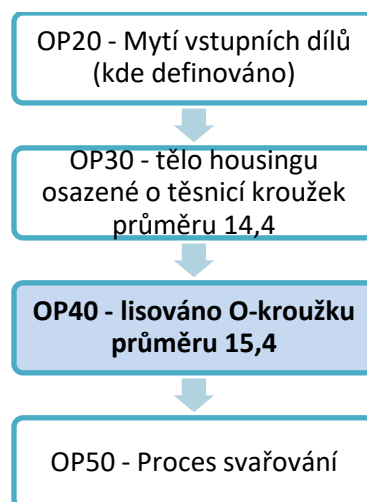 OP20 - Mytí vstupních dílů
(kde definováno)
OP30 - tělo housingu
osazené o těsnicí kroužek
průměru 14,4
OP40 - lisováno O-kroužku
průměru 15,4
OP50 - Proces svařování